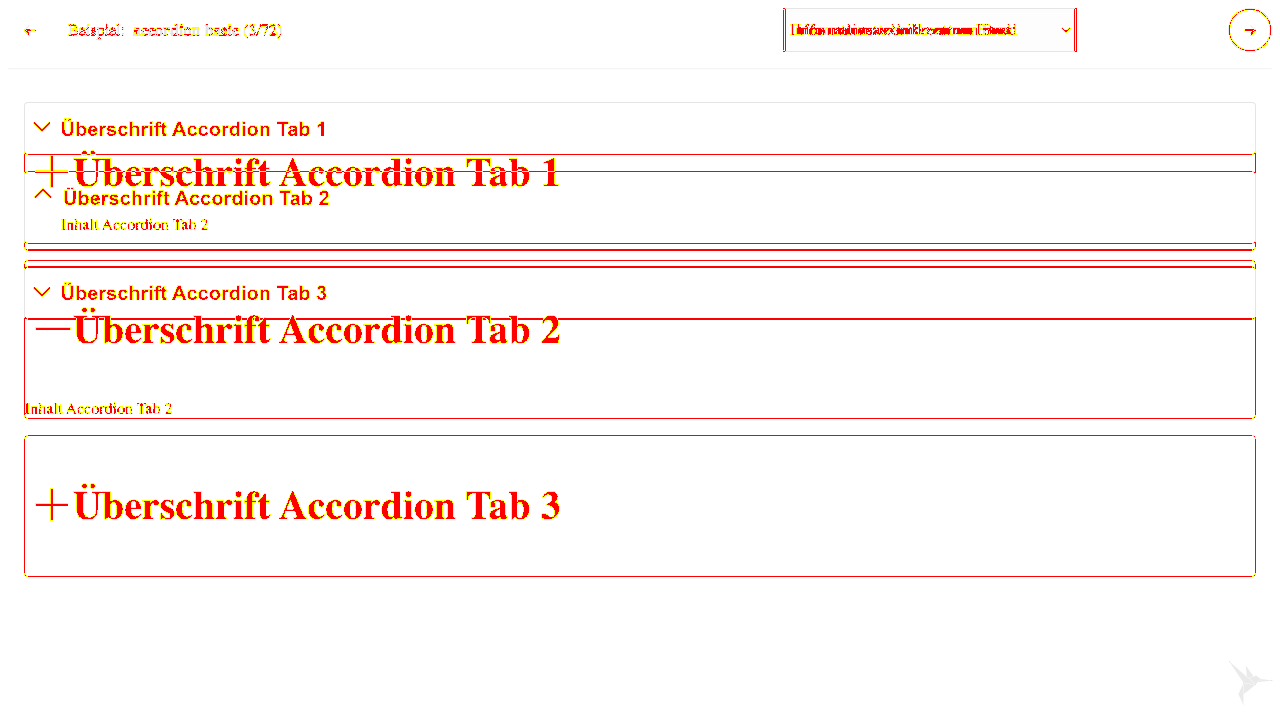 Beispiel: accordion basic (3/72)
Überschrift Accordion Tab 1
Überschrift Accordion Tab 1
Überschrift Accordion Tab 2
Inhalt Accordion Tab 2
Überschrift Accordion Tab 3
Überschrift Accordion Tab 2
Inhalt Accordion Tab 2
Überschrift Accordion Tab 3